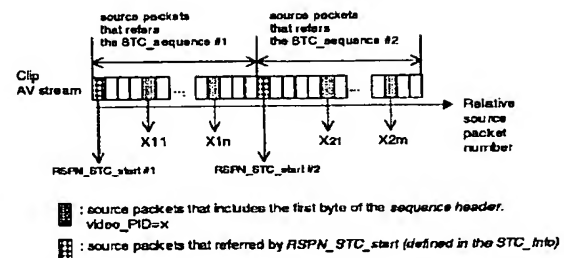 source packets
that refers
the STC_sequence #1
source packets
that refers
the STC_sequence #2
Clip
AV stream
...
...
Relative
source
packet
number
X11
X1n
X21
X2m
RSPN_STC_start #1
RSPN_STC_start #2
: source packets that includes the first byte of the sequence header.
video_PID=x
: source packets that referred by RSPN_STC_start (defined in the STC_Info)